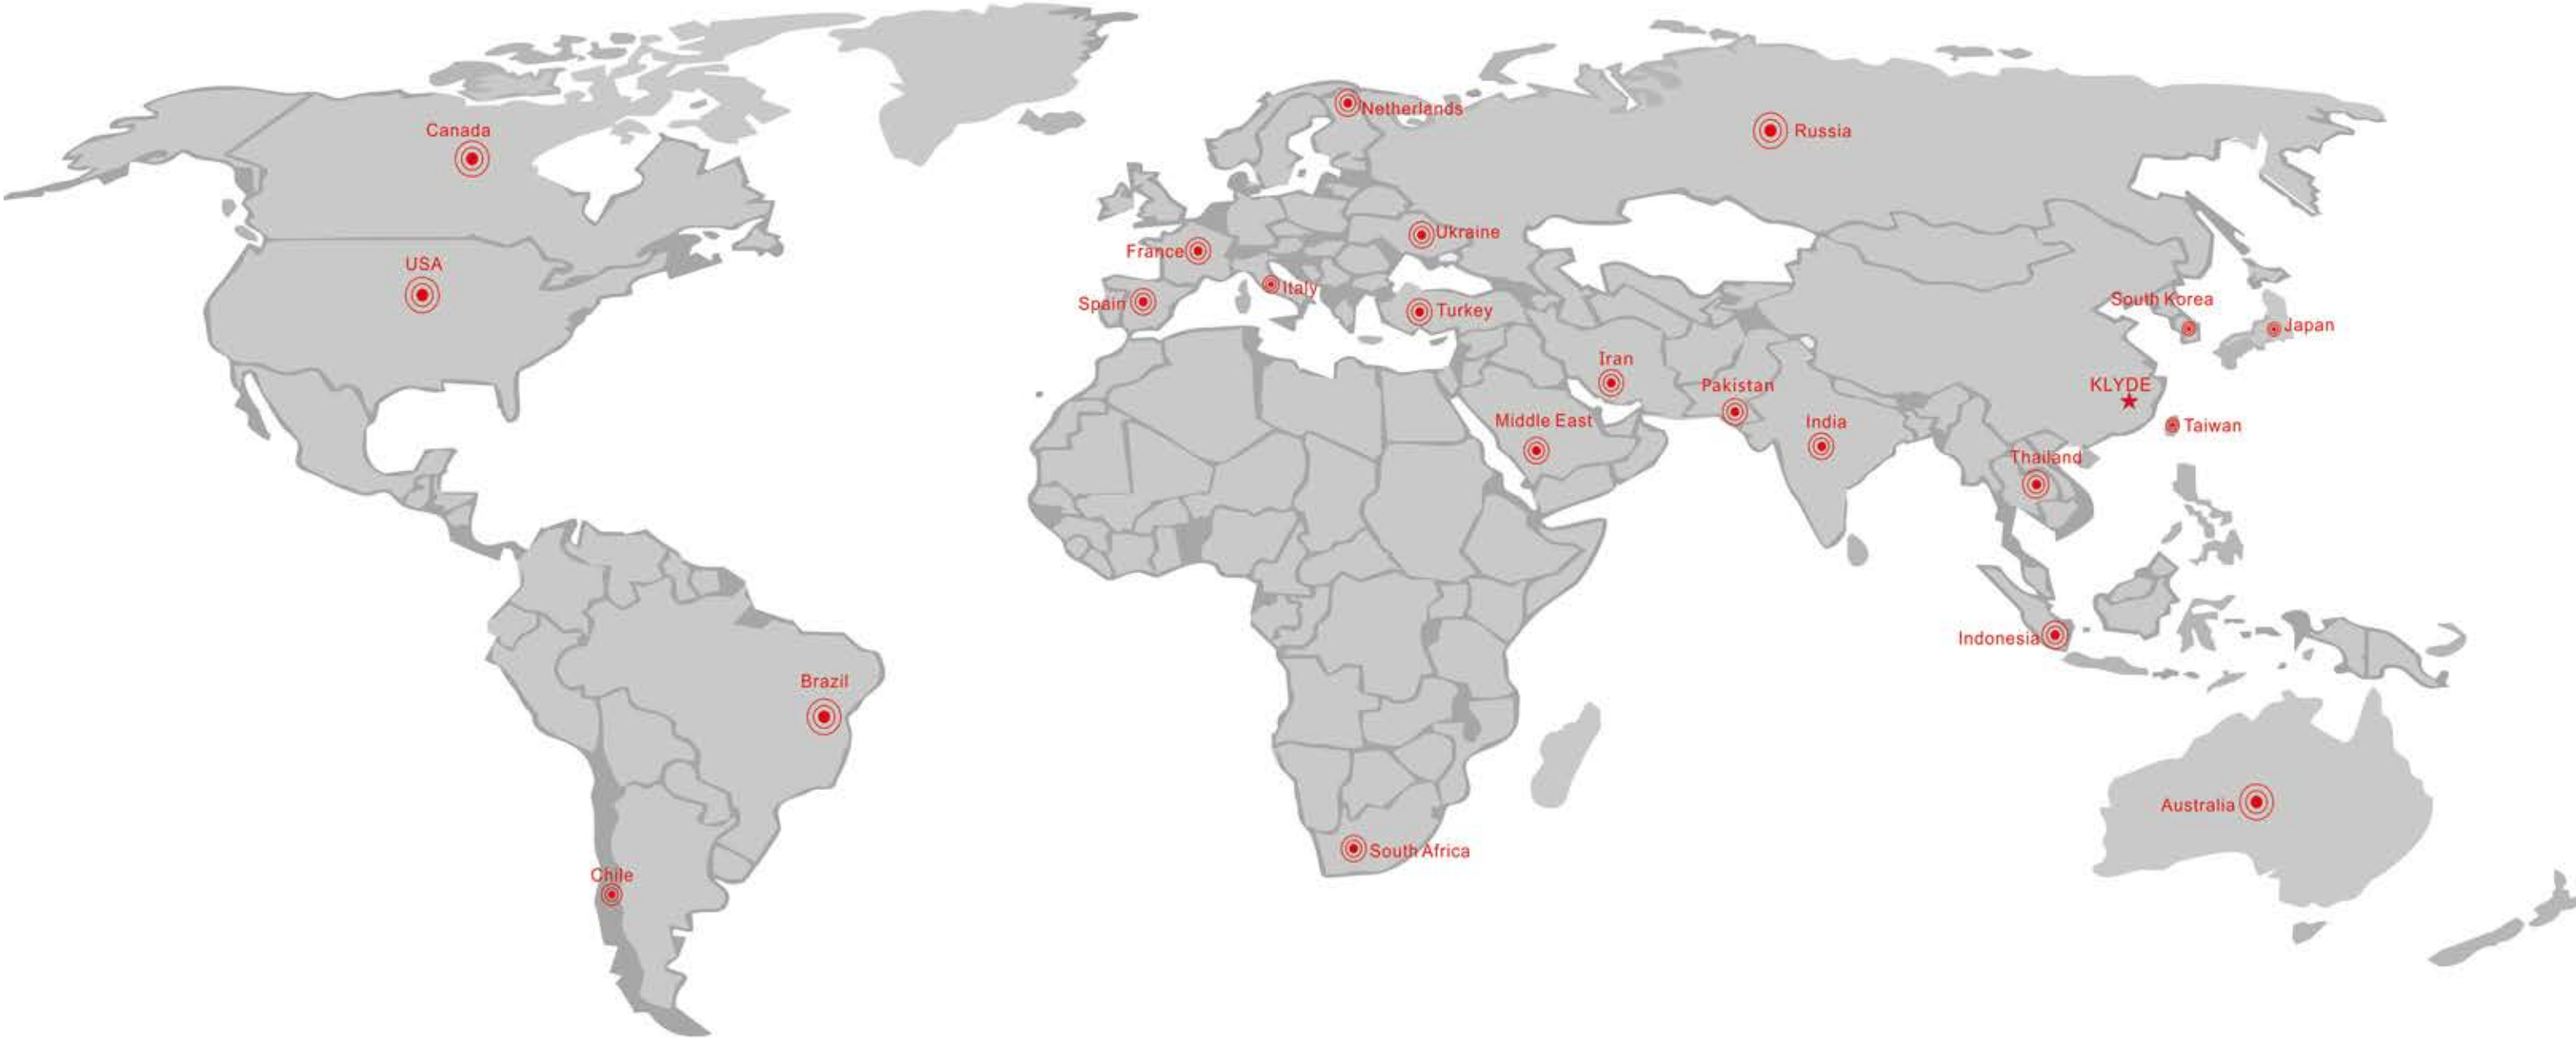 Netherlands
Canada
Russia
Ukraine
France
USA
Italy
Spain
Turkey
South Korea
Japan
Iran
Pakistan
KLYDE
Middle East
India
Taiwan
Thailand
Indonesia
Brazil
Australia
South Africa
Chile